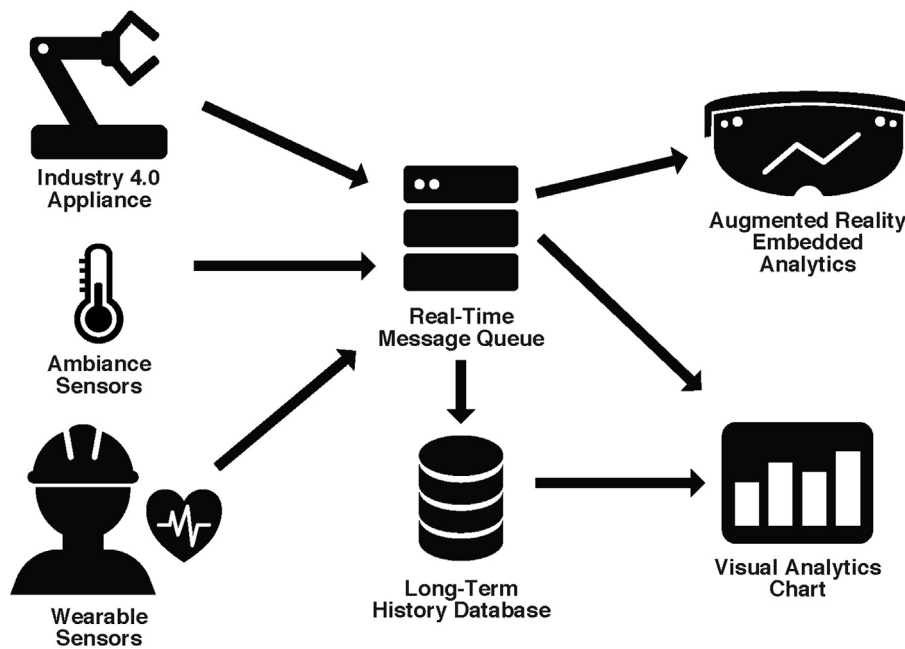 Industry 4.0
Appliance
Ambiance
Sensors
Wearable
Sensors
Real-Time
Message Queue
Long-Term
History Database
Augmented Reality
Embedded
Analytics
Visual Analytics
Chart